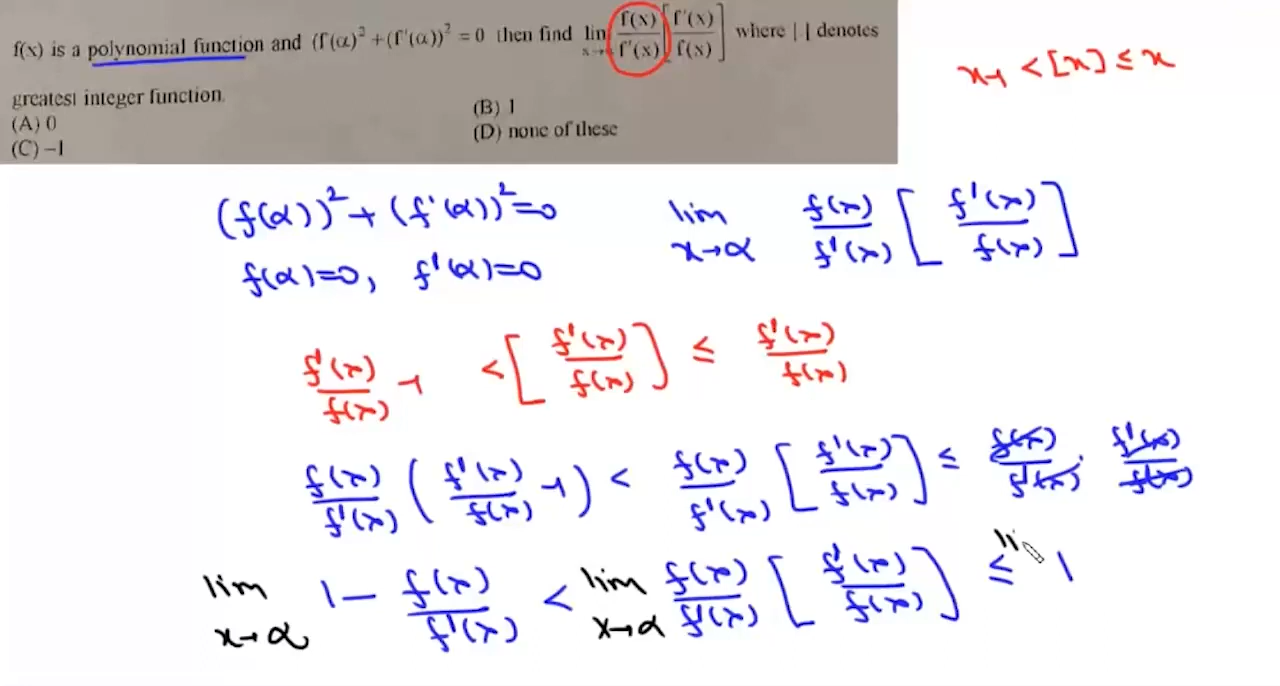 f(x) is a polynomial function and (f(α)² + (f'(α))² = 0 then find lim x→ f(x)/f'(x) [f'(x)/f(x)] where [.] denotes
greatest integer function.
(A) 0 (B) 1
(C) –1 (D) none of these
x-1 < [x] ≤ x
(f(α))² + (f'(α))² = 0
f(α)=0, f'(α)=0
lim x→α f(x)/f'(x) [f'(x)/f(x)]
f'(x)/f(x) -1 < [f'(x)/f(x)] ≤ f'(x)/f(x)
f(x)/f'(x) (f'(x)/f(x) -1) < f(x)/f'(x) [f'(x)/f(x)] ≤ f(x)/f'(x) . f'(x)/f(x)
lim x→α 1 - f(x)/f'(x) < lim x→α f(x)/f'(x) [f'(x)/f(x)] ≤ li 1